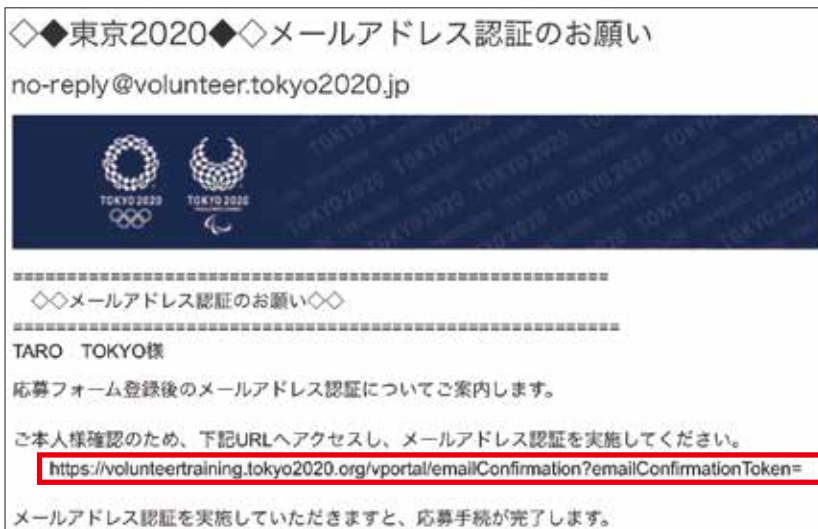 ◇◆東京2020◆◇メールアドレス認証のお願い
no-reply@volunteer.tokyo2020.jp
TOKYO 2020 TOKYO 2020
========================================================
◇◇メールアドレス認証のお願い◇◇
=========================================================
TARO TOKYO様
応募フォーム登録後のメールアドレス認証についてご案内します。
ご本人様確認のため、下記URLへアクセスし、メールアドレス認証を実施してください。
https://volunteertraining.tokyo2020.org/vportal/emailConfirmation?emailConfirmationToken=
メールアドレス認証を実施していただきますと、応募手続が完了します。